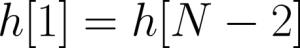 h[1] = h[N − 2]